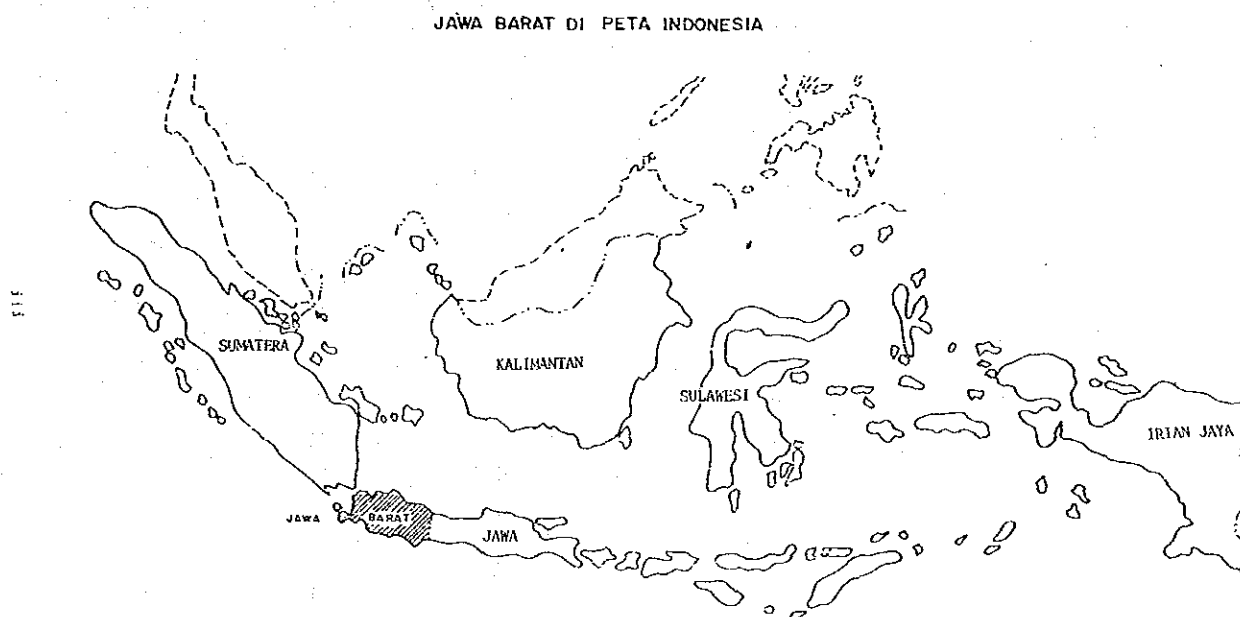 JAWA BARAT DI PETA INDONESIA
SUMATERA
KALIMANTAN
SULAWESI
IRIAN JAYA
JAWA BARAT
JAWA